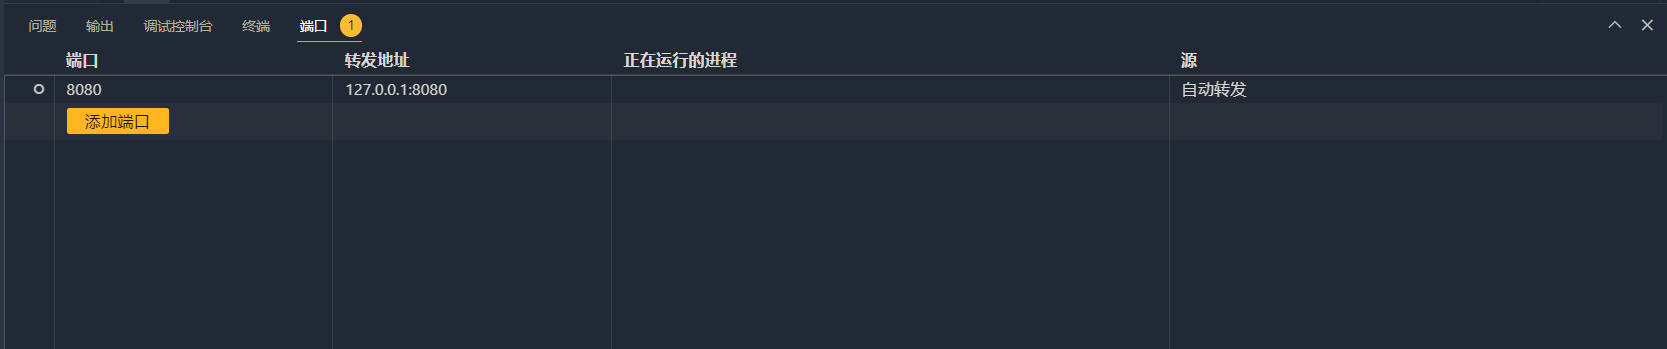 问题 输出 调试控制台 终端 端口 1
端口 转发地址 正在运行的进程 源
8080 127.0.0.1:8080 自动转发
添加端口